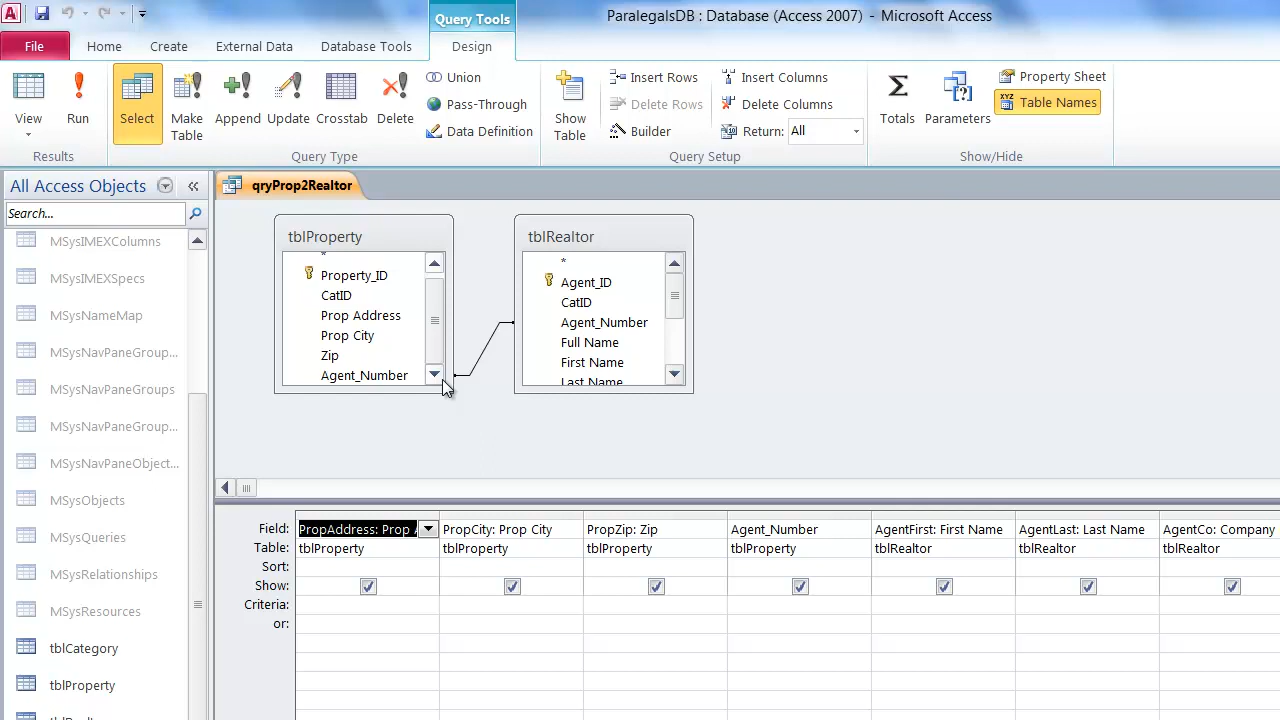 ParalegalsDB : Database (Access 2007) - Microsoft Access
Query Tools
File Home Create External Data Database Tools Design
View Run
Results
Select Make Table Append Update Crosstab Delete
Union
Pass-Through
Data Definition
Query Type
Show Table
Insert Rows
Delete Rows
Builder
Insert Columns
Delete Columns
Return: All
Query Setup
Totals Parameters
Property Sheet
Table Names
Show/Hide
All Access Objects
Search...
MSysIMEXColumns
MSysIMEXSpecs
MSysNameMap
MSysNavPaneGroup...
MSysNavPaneGroups
MSysNavPaneGroup...
MSysNavPaneObject...
MSysObjects
MSysQueries
MSysRelationships
MSysResources
tblCategory
tblProperty
qryProp2Realtor
tblProperty
*
Property_ID
CatID
Prop Address
Prop City
Zip
Agent_Number
tblRealtor
*
Agent_ID
CatID
Agent_Number
Full Name
First Name
Last Name
Field: PropAddress: Prop PropCity: Prop City PropZip: Zip Agent_Number AgentFirst: First Name AgentLast: Last Name AgentCo: Company
Table: tblProperty tblProperty tblProperty tblProperty tblRealtor tblRealtor tblRealtor
Sort:
Show:
Criteria:
or: